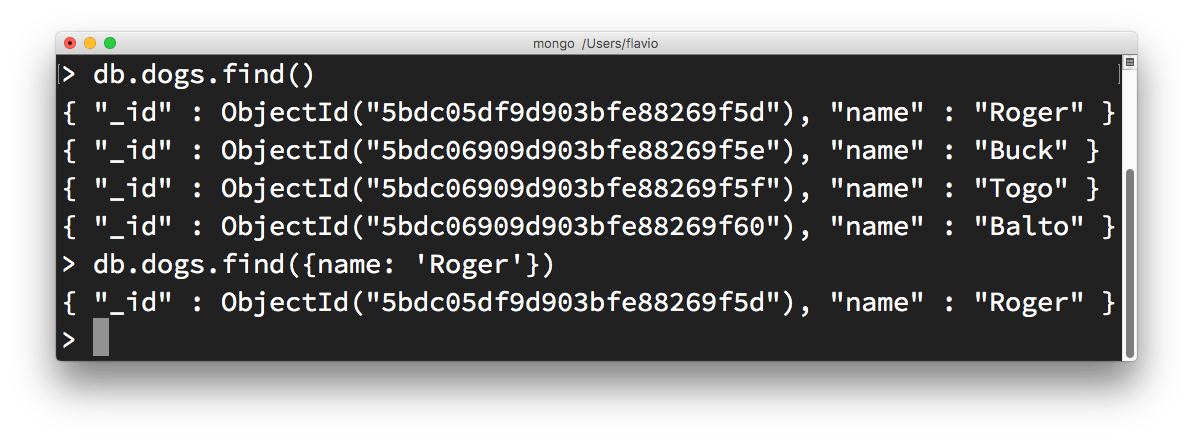 mongo /Users/flavio
> db.dogs.find()
{ "_id" : ObjectId("5bdc05df9d903bfe88269f5d"), "name" : "Roger" }
{ "_id" : ObjectId("5bdc06909d903bfe88269f5e"), "name" : "Buck" }
{ "_id" : ObjectId("5bdc06909d903bfe88269f5f"), "name" : "Togo" }
{ "_id" : ObjectId("5bdc06909d903bfe88269f60"), "name" : "Balto" }
> db.dogs.find({name: 'Roger'})
{ "_id" : ObjectId("5bdc05df9d903bfe88269f5d"), "name" : "Roger" }
>